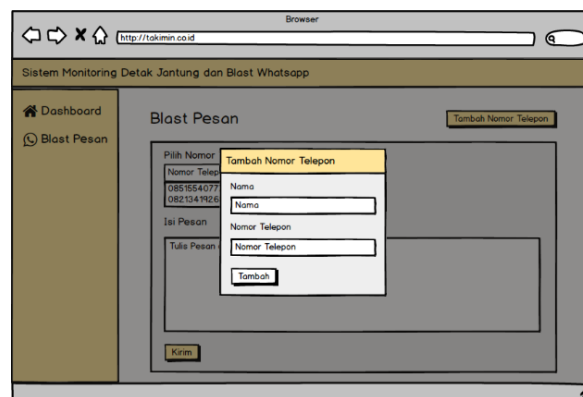 Browser
http://takimin.co.id
Sistem Monitoring Detak Jantung dan Blast Whatsapp
Dashboard
Blast Pesan
Blast Pesan
Tambah Nomor Telepon
Pilih Nomor
Nomor Telep
0851554077
0821341926
Isi Pesan
Tulis Pesan
Tambah Nomor Telepon
Nama
Nama
Nomor Telepon
Nomor Telepon
Tambah
Kirim